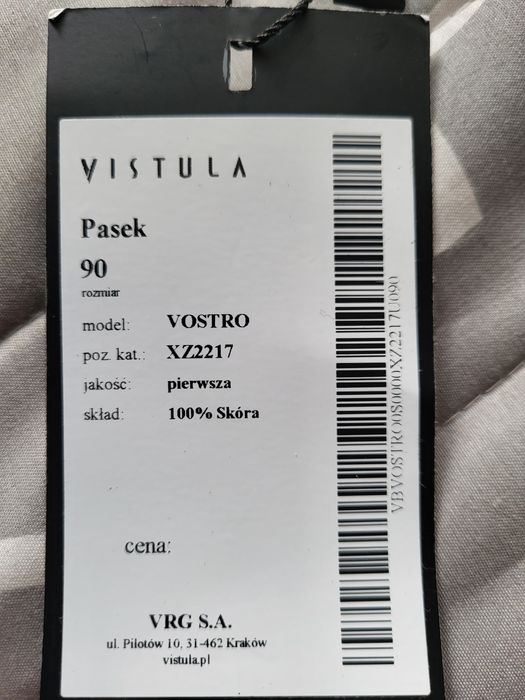 VISTULA
Pasek
90
rozmiar
model: VOSTRO
poz. kat.: XZ2217
jakość: pierwsza
skład: 100% Skóra
cena:
VRG S.A.
ul. Pilotów 10, 31-462 Kraków
vistula.pl
VBVOSTRO0S0000XZ2217U090